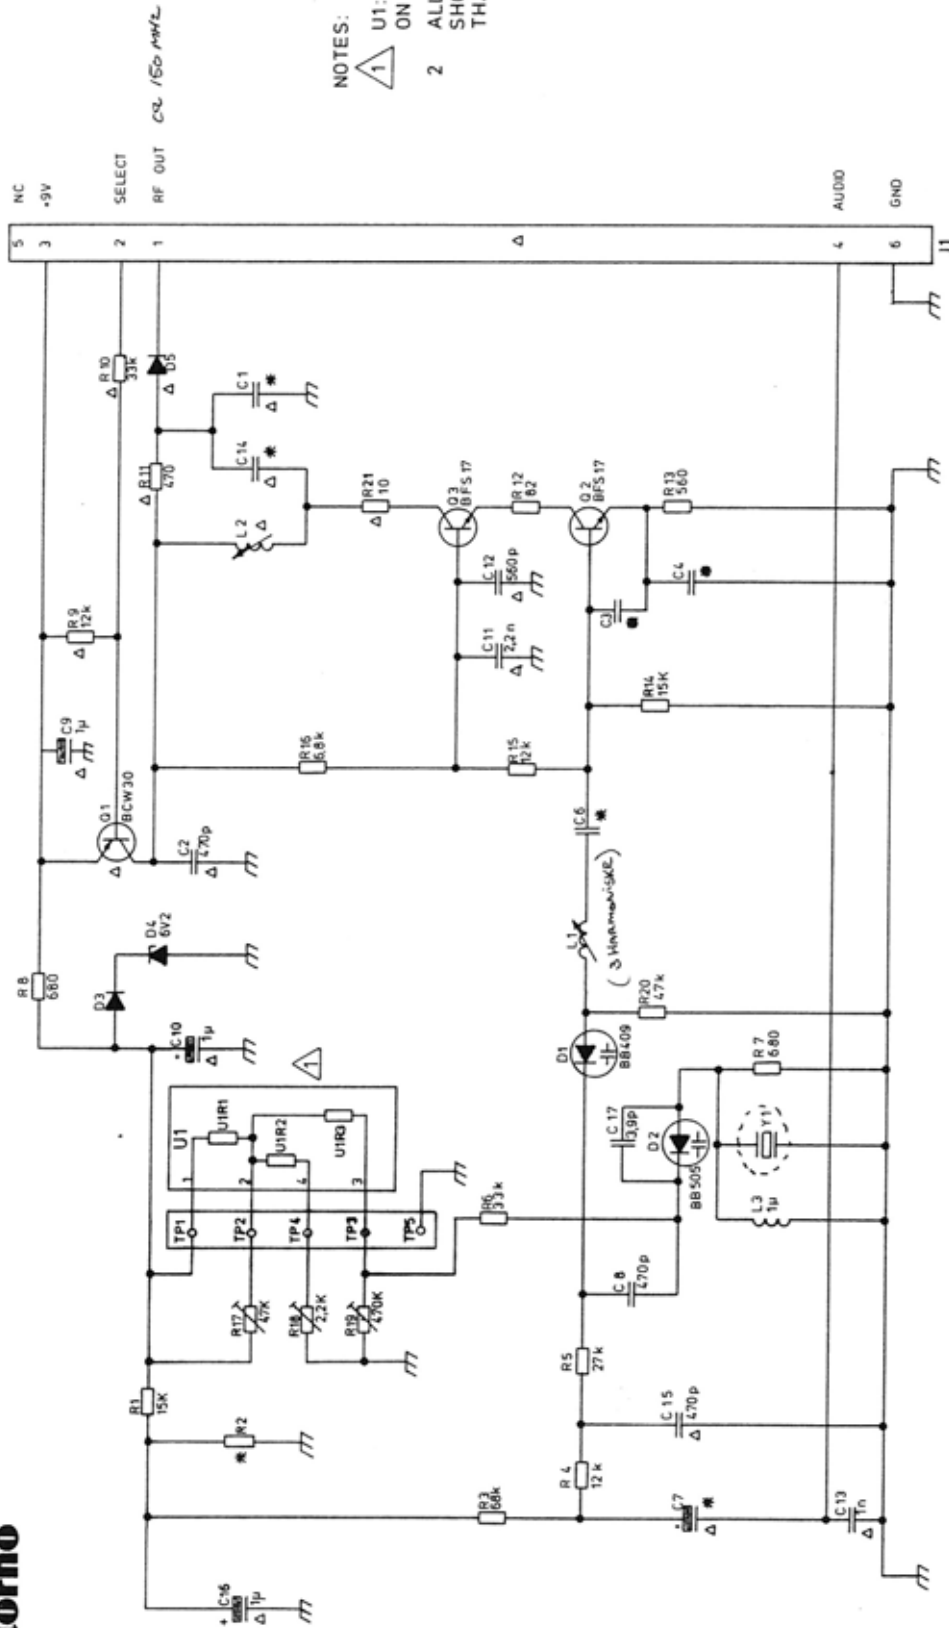 NOTES:
1 U1:
ON
2 ALL
SH
TH
NC
+9V
SELECT
RF OUT ca 150 MHz
AUDIO
GND
5
3
2
1
4
6
J1
R10
33k
D5
R11
470
C1
C14
L2
R21
10
Q3
BFS17
R12
82
Q2
BFS17
R13
560
C12
560p
C11
2,2n
C3
C4
R14
15K
R9
12k
C9
1µ
Q1
BCW30
C2
470p
R16
6.8k
R15
12k
C6
L1
(3 Harmoniske)
R8
680
D3
D4
6V2
+ C10
1µ
1
U1
U1R1
U1R2
U1R3
1
2
4
3
TP1
TP2
TP4
TP3
TP5
R17
47K
R18
2,2K
R19
470K
R6
33k
D1
BB409
R20
47k
C17
3,9p
D2
BB505
R7
680
Y1
L3
1µ
C8
470p
R5
27k
C15
470p
R4
12k
R1
15K
R2
R3
68k
C7
C13
1n
+ C16
1µ